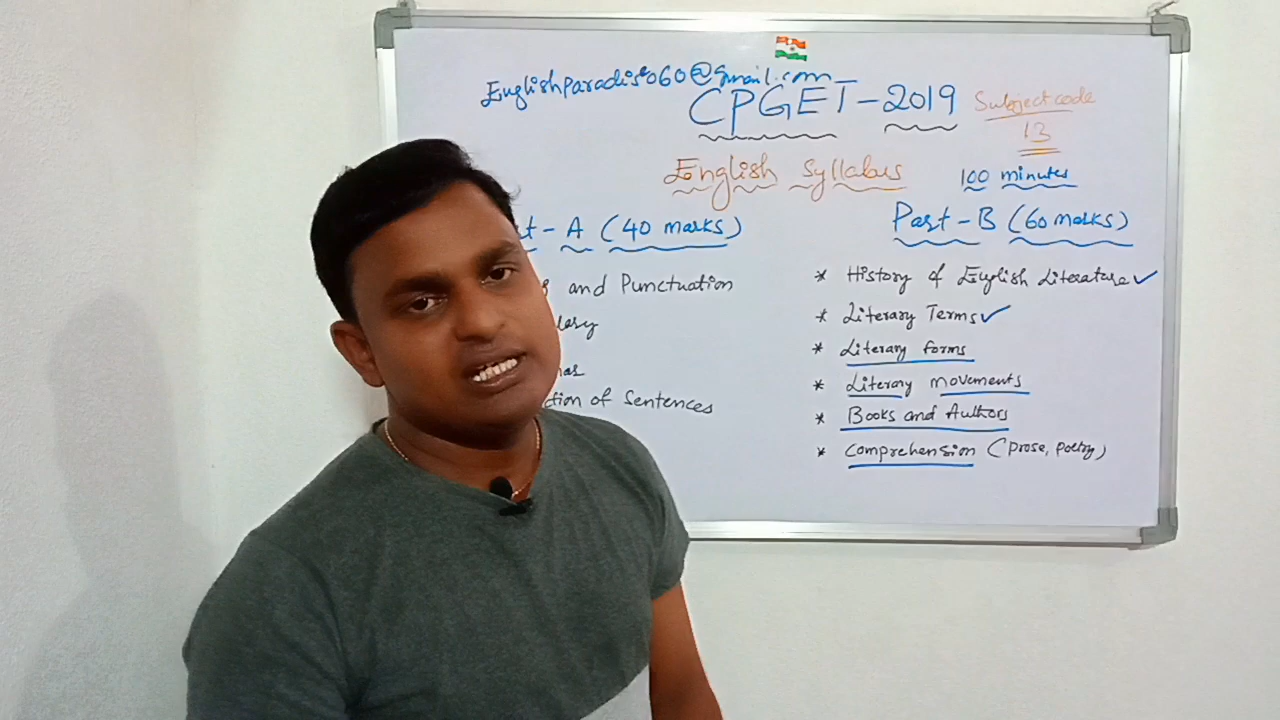 Englishparadise060@gmail.com
CPGET-2019
Subject code
13
English Syllabus
100 minutes
t-A (40 marks)
and Punctuation
ction of Sentences
Part-B (60 marks)
* History of English Literature ✓
* Literary Terms ✓
* Literary forms
* Literary movements
* Books and Authors
* Comprehension (Prose, Poetry)